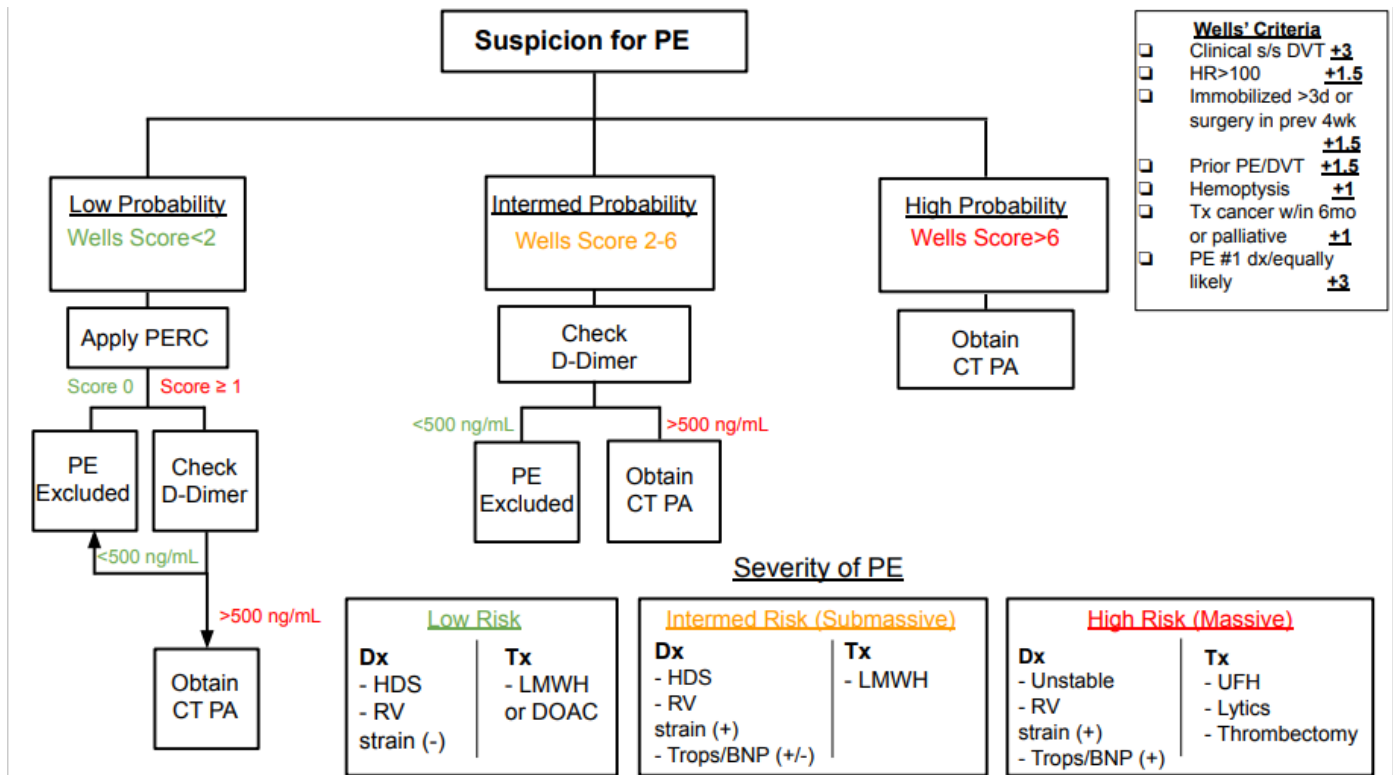 Suspicion for PE
Wells' Criteria
❑ Clinical s/s DVT +3
❑ HR>100 +1.5
❑ Immobilized >3d or
surgery in prev 4wk
+1.5
❑ Prior PE/DVT +1.5
❑ Hemoptysis +1
❑ Tx cancer w/in 6mo
or palliative +1
❑ PE #1 dx/equally
likely +3
Low Probability
Wells Score<2
Intermed Probability
Wells Score 2-6
High Probability
Wells Score>6
Apply PERC
Check
D-Dimer
Obtain
CT PA
Score 0
Score ≥ 1
<500 ng/mL
>500 ng/mL
PE
Excluded
Check
D-Dimer
PE
Excluded
Obtain
CT PA
<500 ng/mL
>500 ng/mL
Obtain
CT PA
Severity of PE
Low Risk
Dx
- HDS
- RV
strain (-)
Tx
- LMWH
or DOAC
Intermed Risk (Submassive)
Dx
- HDS
- RV
strain (+)
- Trops/BNP (+/-)
Tx
- LMWH
High Risk (Massive)
Dx
- Unstable
- RV
strain (+)
- Trops/BNP (+)
Tx
- UFH
- Lytics
- Thrombectomy